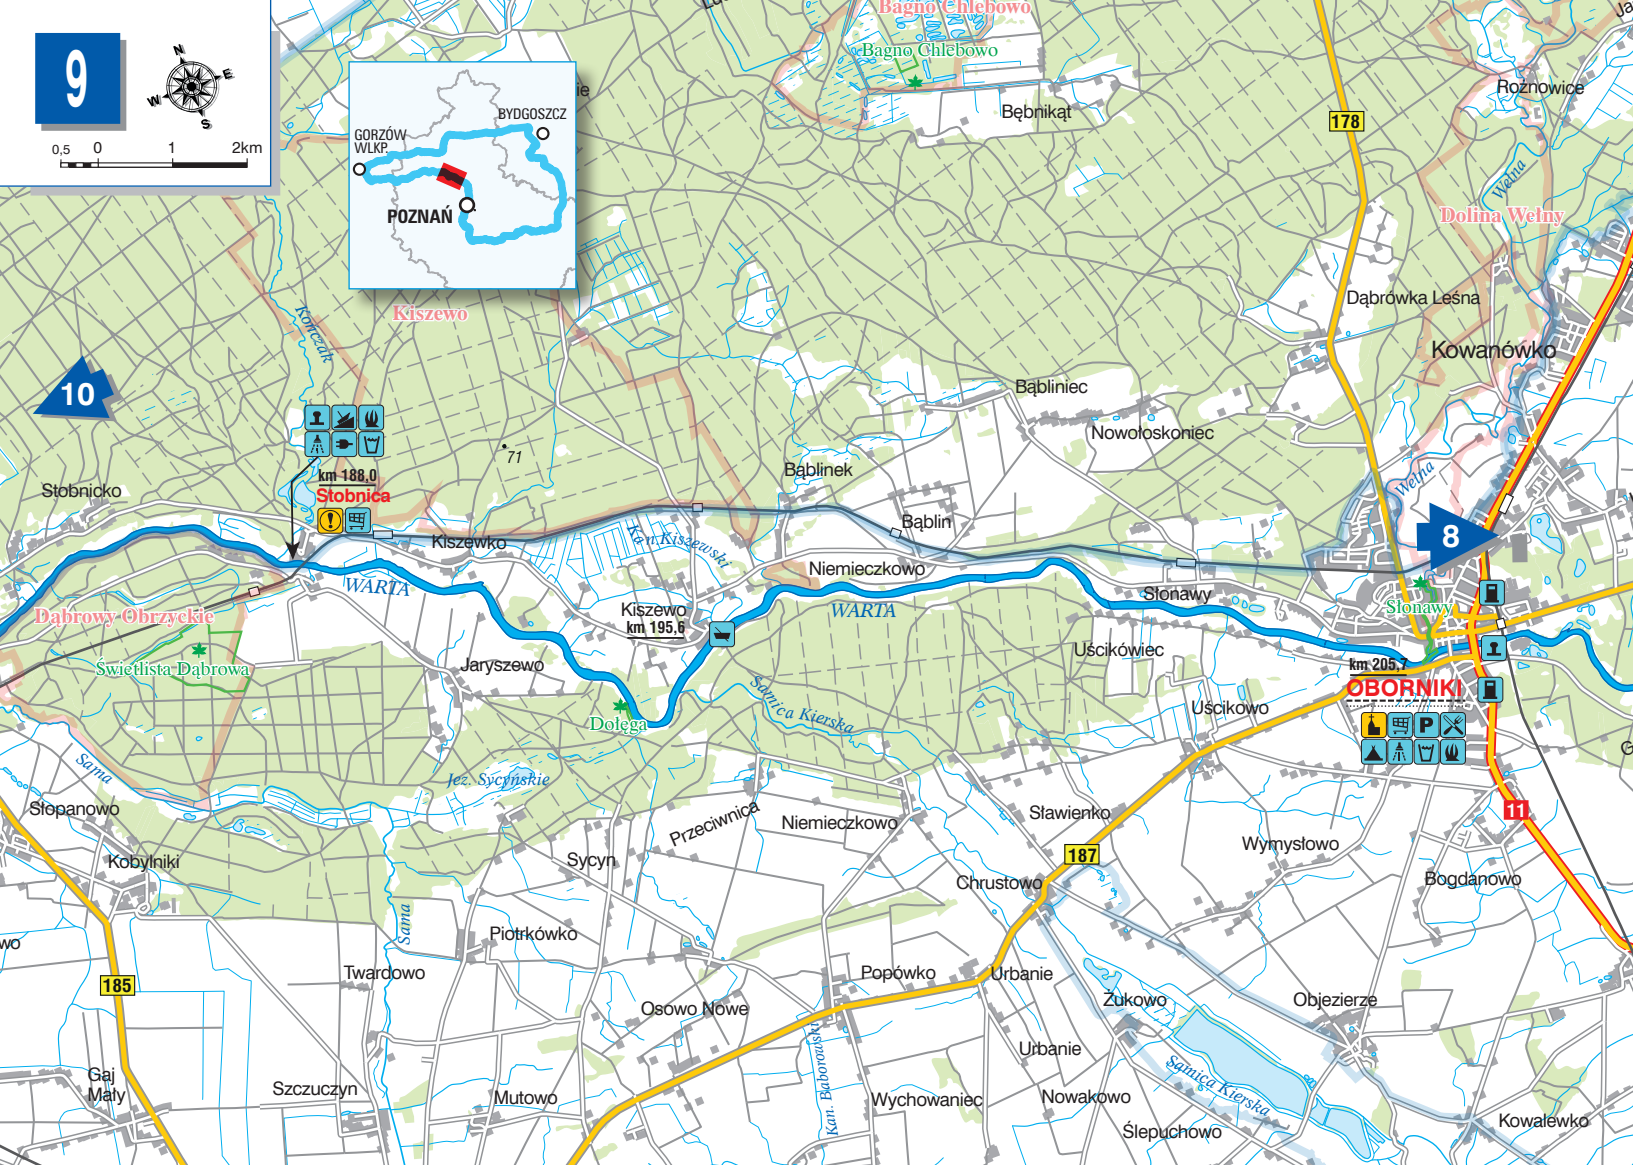 9
N
E
W
S
0,5
0
1
2km
GORZÓW
WLKP.
BYDGOSZCZ
POZNAŃ
ie
Bagno Chlebowo
Bagno Chlebowo
Bębnikąt
178
Rożnowice
Wełna
Dolina Wełny
Dąbrówka Leśna
Kowanówko
Kiszewo
Kończak
10
Bąbliniec
Nowołoskoniec
71
Bąblinek
Wełna
Stobnicko
km 188,0
Stobnica
Kiszewko
Kan. Kiszewski
Bąblin
8
Niemieczkowo
WARTA
WARTA
Słonawy
Słonawy
Kiszewo
km 195,6
Dąbrowy Obrzyckie
Świetlista Dąbrowa
Jaryszewo
Uścikówiec
km 205,7
OBORNIKI
P
Samica Kierska
Dołęga
Uścikowo
Sama
Jez. Sycyńskie
Słopanowo
Przeciwnica
Niemieczkowo
Sławienko
11
Wymysłowo
187
Kobylniki
Sycyn
Chrustowo
Bogdanowo
wo
Sama
Piotrkówko
Twardowo
Popówko
Urbanie
185
Osowo Nowe
Żukowo
Objezierze
Urbanie
Gaj
Mały
Szczuczyn
Mutowo
Kan. Baborowski
Wychowaniec
Nowakowo
Samica Kierska
Ślepuchowo
Kowalewko